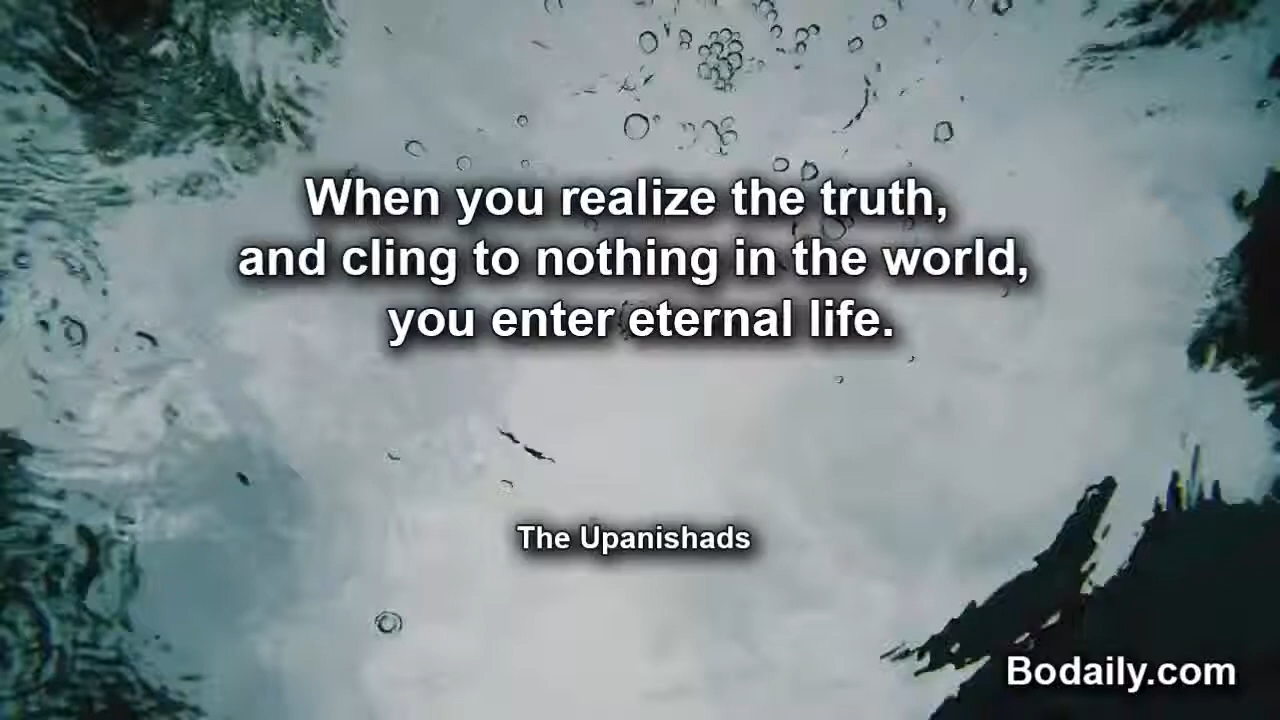 When you realize the truth,
and cling to nothing in the world,
you enter eternal life.
The Upanishads
Bodaily.com